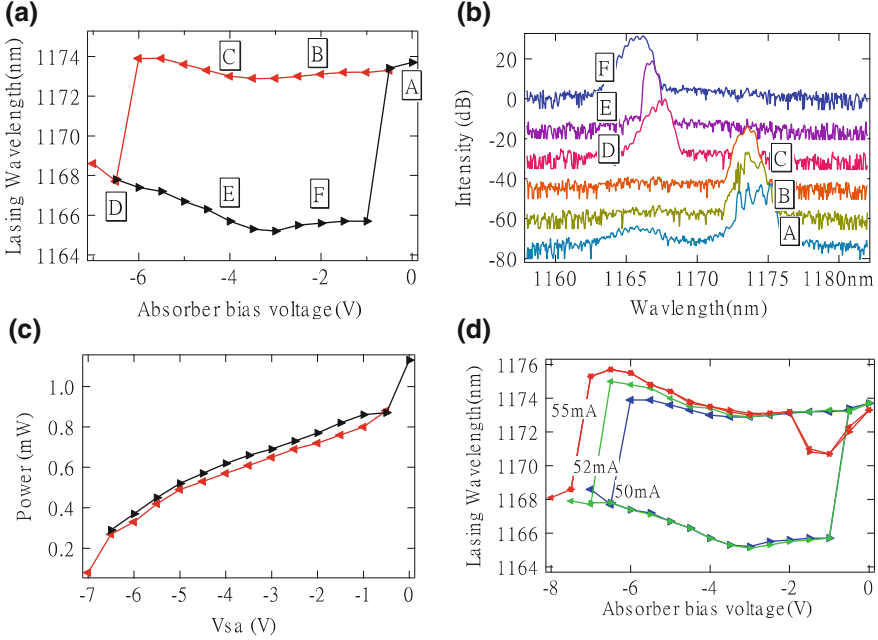 (a)
Lasing Wavelength(nm)
1174
1172
1170
1168
1166
1164
C
B
A
D
E
F
-6
-4
-2
0
Absorber bias voltage(V)
(b)
Intensity (dB)
20
0
-20
-40
-60
-80
F
E
D
C
B
A
1160
1165
1170
1175
1180nm
Wavlength(nm)
(c)
Power (mW)
1.0
0.8
0.6
0.4
0.2
-7
-6
-5
-4
-3
-2
-1
0
Vsa (V)
(d)
Lasing Wavelength(nm)
1176
1174
1172
1170
1168
1166
1164
55mA
52mA
50mA
-8
-6
-4
-2
0
Absorber bias voltage(V)